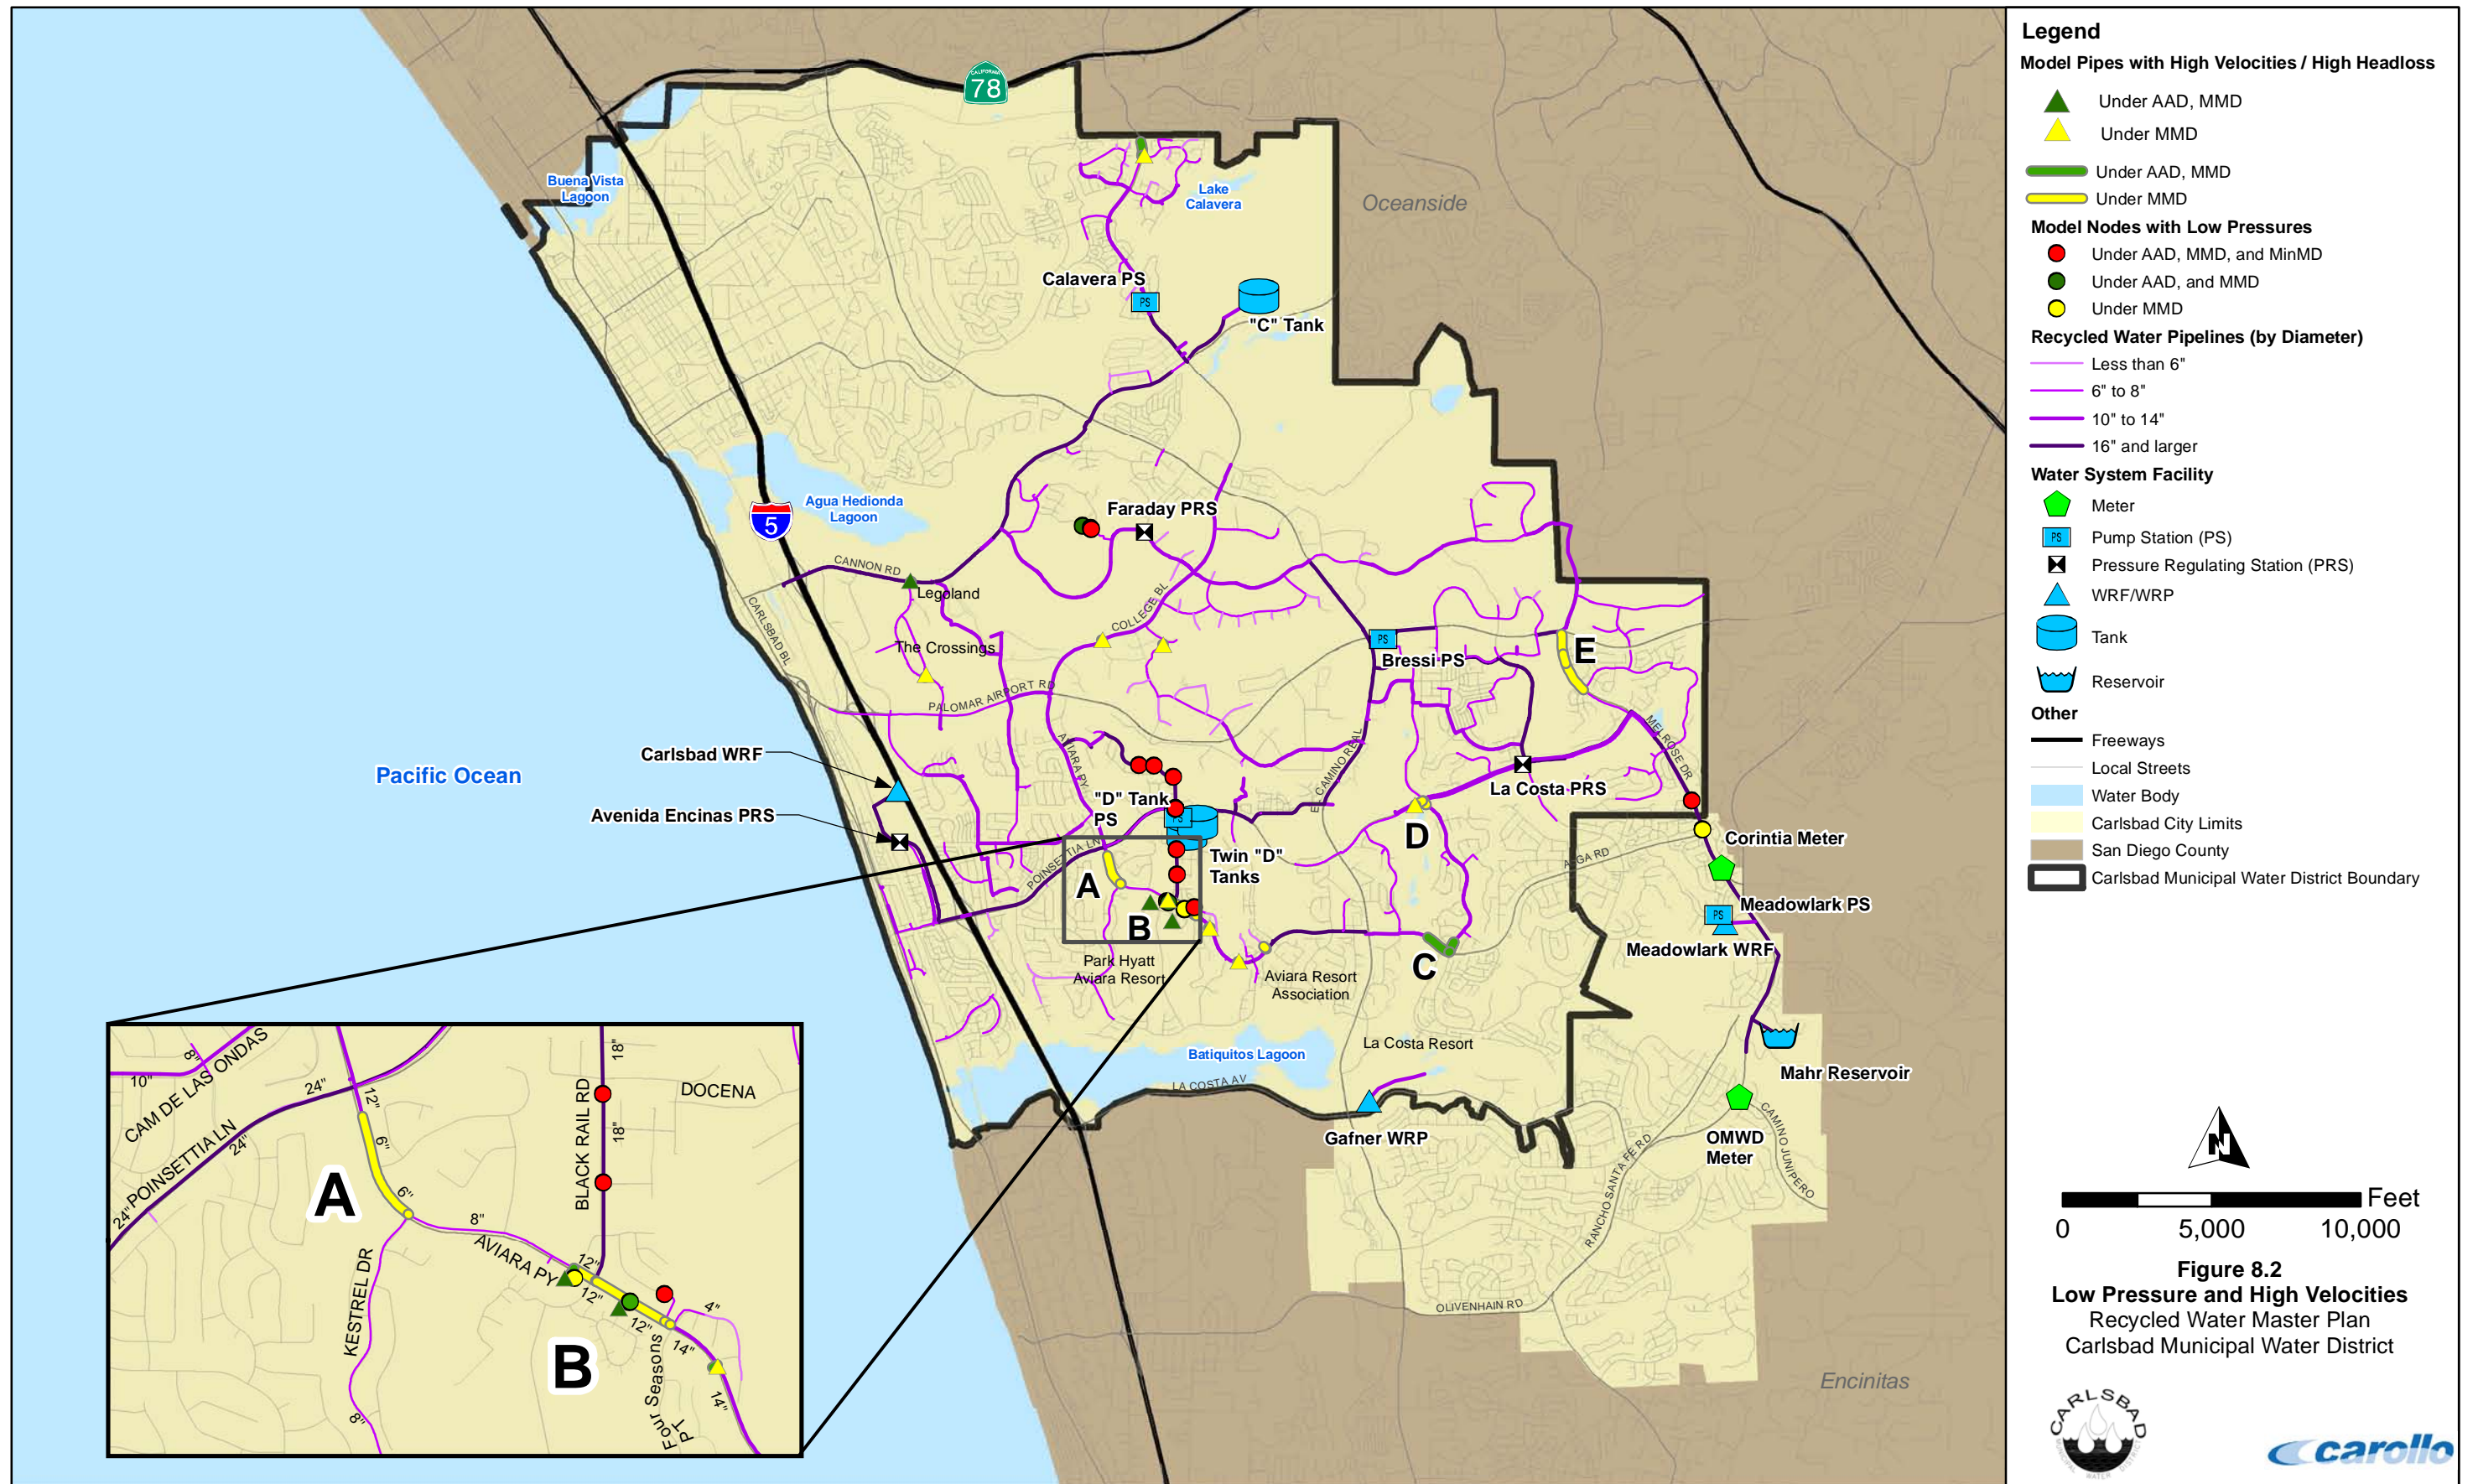 78
Buena Vista
Lagoon
Lake
Calavera
Oceanside
Calavera PS
PS
"C" Tank
5
Agua Hedionda
Lagoon
Faraday PRS
CANNON RD
Legoland
CARLSBAD BL
COLLEGE BL
The Crossings
PS
Bressi PS
E
PALOMAR AIRPORT RD
Carlsbad WRF
Pacific Ocean
AVIARA PY
EL CAMINO REAL
MELROSE DR
La Costa PRS
"D" Tank
PS
PS
Avenida Encinas PRS
D
Corintia Meter
POINSETTIA LN
Twin "D"
Tanks
A
ALGA RD
B
PS
Meadowlark PS
Meadowlark WRF
C
Park Hyatt
Aviara Resort
Aviara Resort
Association
La Costa Resort
Batiquitos Lagoon
LA COSTA AV
Mahr Reservoir
Gafner WRP
OMWD
Meter
CAMINO JUNIPERO
RANCHO SANTA FE RD
OLIVENHAIN RD
Encinitas
8"
CAM DE LAS ONDAS
10"
24"
12"
18"
DOCENA
POINSETTIA LN
24"
6"
18"
BLACK RAIL RD
A
24"
6"
8"
AVIARA PY
12"
12"
KESTREL DR
4"
12"
14"
B
Four Seasons
PT
14"
8"
Legend
Model Pipes with High Velocities / High Headloss
Under AAD, MMD
Under MMD
Under AAD, MMD
Under MMD
Model Nodes with Low Pressures
Under AAD, MMD, and MinMD
Under AAD, and MMD
Under MMD
Recycled Water Pipelines (by Diameter)
Less than 6"
6" to 8"
10" to 14"
16" and larger
Water System Facility
Meter
PS Pump Station (PS)
Pressure Regulating Station (PRS)
WRF/WRP
Tank
Reservoir
Other
Freeways
Local Streets
Water Body
Carlsbad City Limits
San Diego County
Carlsbad Municipal Water District Boundary
N
Feet
0 5,000 10,000
Figure 8.2
Low Pressure and High Velocities
Recycled Water Master Plan
Carlsbad Municipal Water District
CARLSBAD
MUNICIPAL WATER DISTRICT
carollo